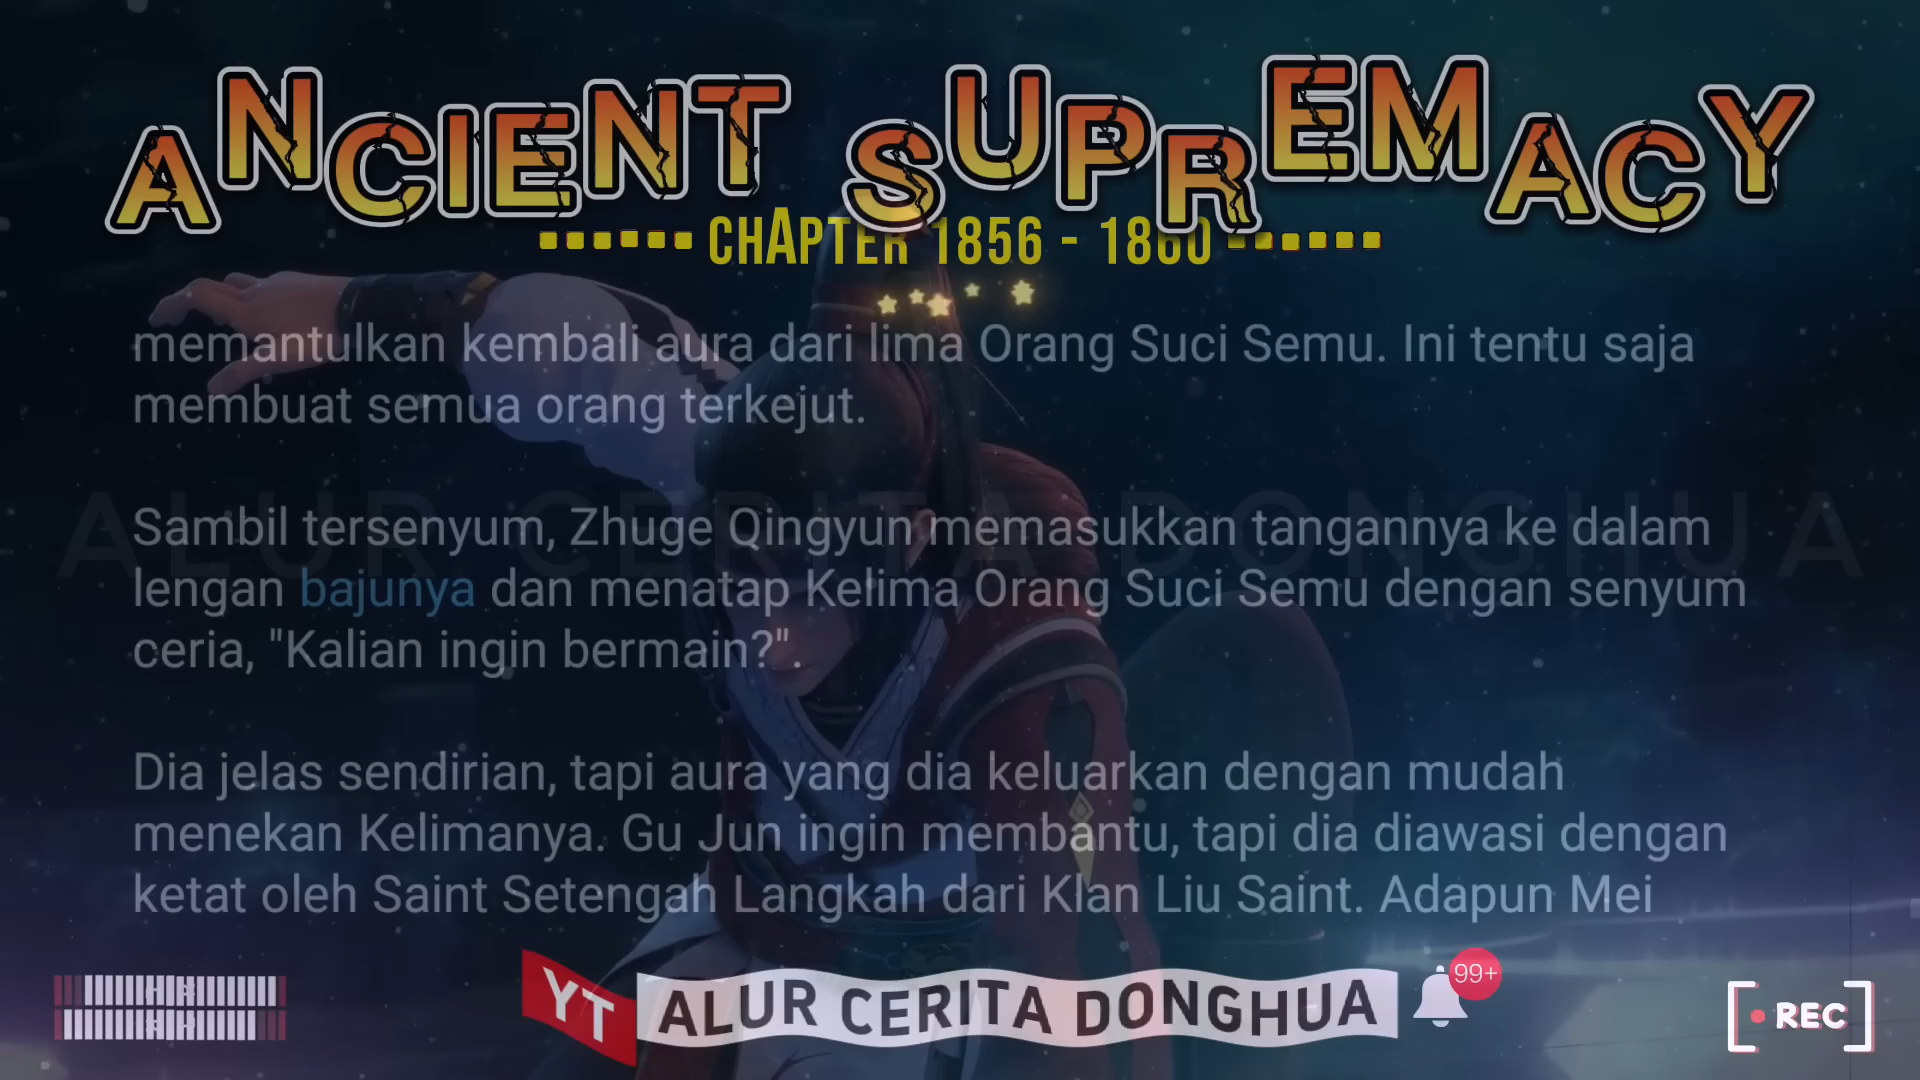 ANCIENT SUPREMACY
CHAPTER 1856 - 1860
memantulkan kembali aura dari lima Orang Suci Semu. Ini tentu saja
membuat semua orang terkejut.
ALUR CERITA DONGHUA
Sambil tersenyum, Zhuge Qingyun memasukkan tangannya ke dalam
lengan bajunya dan menatap Kelima Orang Suci Semu dengan senyum
ceria, "Kalian ingin bermain?" .
Dia jelas sendirian, tapi aura yang dia keluarkan dengan mudah
menekan Kelimanya. Gu Jun ingin membantu, tapi dia diawasi dengan
ketat oleh Saint Setengah Langkah dari Klan Liu Saint. Adapun Mei
YT ALUR CERITA DONGHUA
99+
REC